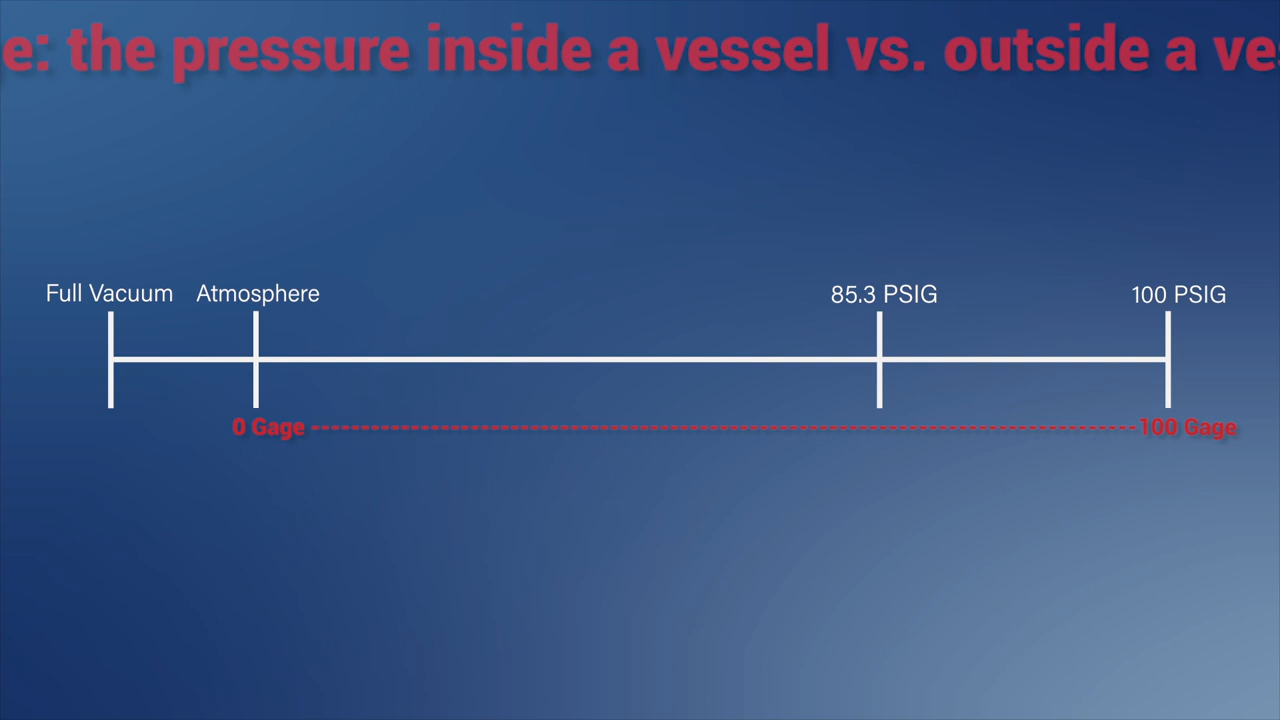 e: the pressure inside a vessel vs. outside a ve
Full Vacuum Atmosphere 85.3 PSIG 100 PSIG
0 Gage 100 Gage